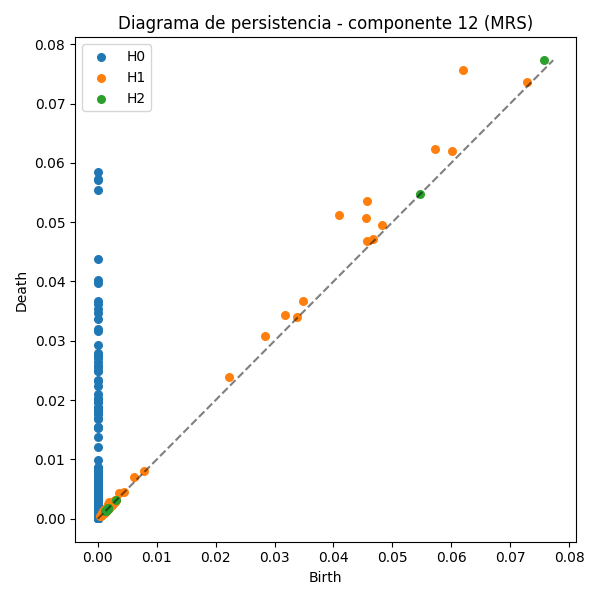 Diagrama de persistencia - componente 12 (MRS)
H0
H1
H2
0.08
0.07
0.06
0.05
0.04
0.03
0.02
0.01
0.00
Death
0.00 0.01 0.02 0.03 0.04 0.05 0.06 0.07 0.08
Birth